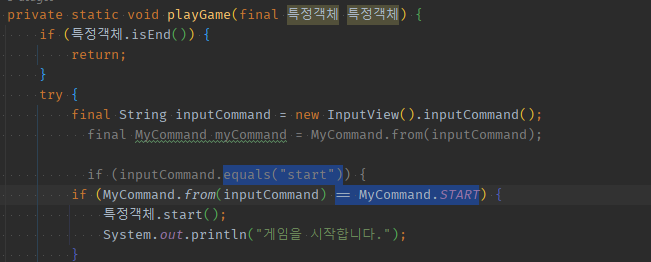 private static void playGame(final 특정객체 특정객체) {
if (특정객체.isEnd()) {
return;
}
try {
final String inputCommand = new InputView().inputCommand();
final MyCommand myCommand = MyCommand.from(inputCommand);
if (inputCommand.equals("start")) {
if (MyCommand.from(inputCommand) == MyCommand.START) {
특정객체.start();
System.out.println("게임을 시작합니다.");
}